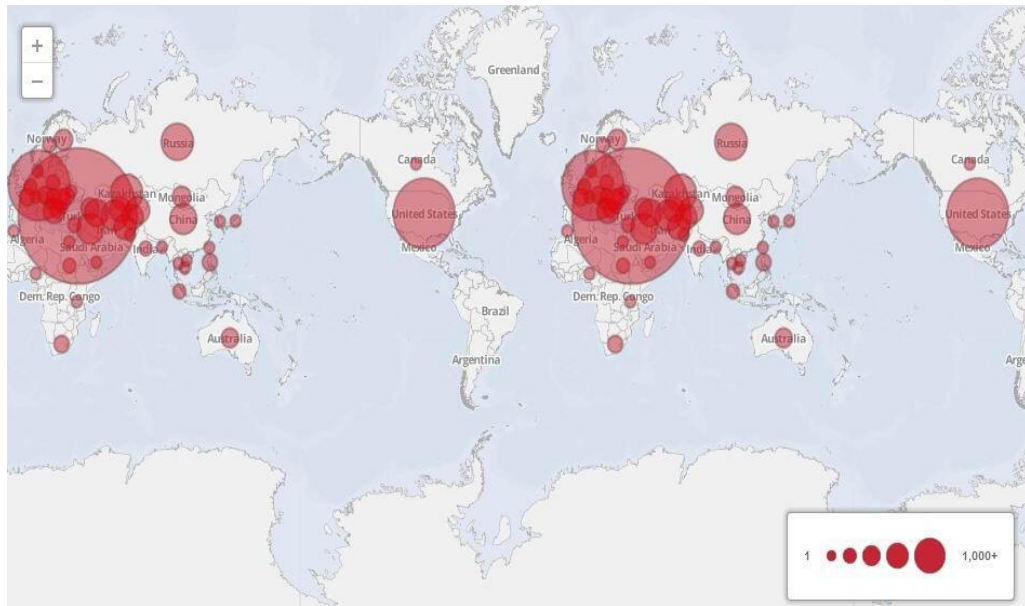 +
−
Greenland
Norway
Russia
Canada
Kazakhstan
Mongolia
United States
China
Algeria
Saudi Arabia
India
Mexico
Dem. Rep. Congo
Brazil
Australia
Argentina
Norway
Russia
Canada
Kazakhstan
Mongolia
United States
China
Algeria
Saudi Arabia
India
Mexico
Dem. Rep. Congo
Australia
1
1,000+